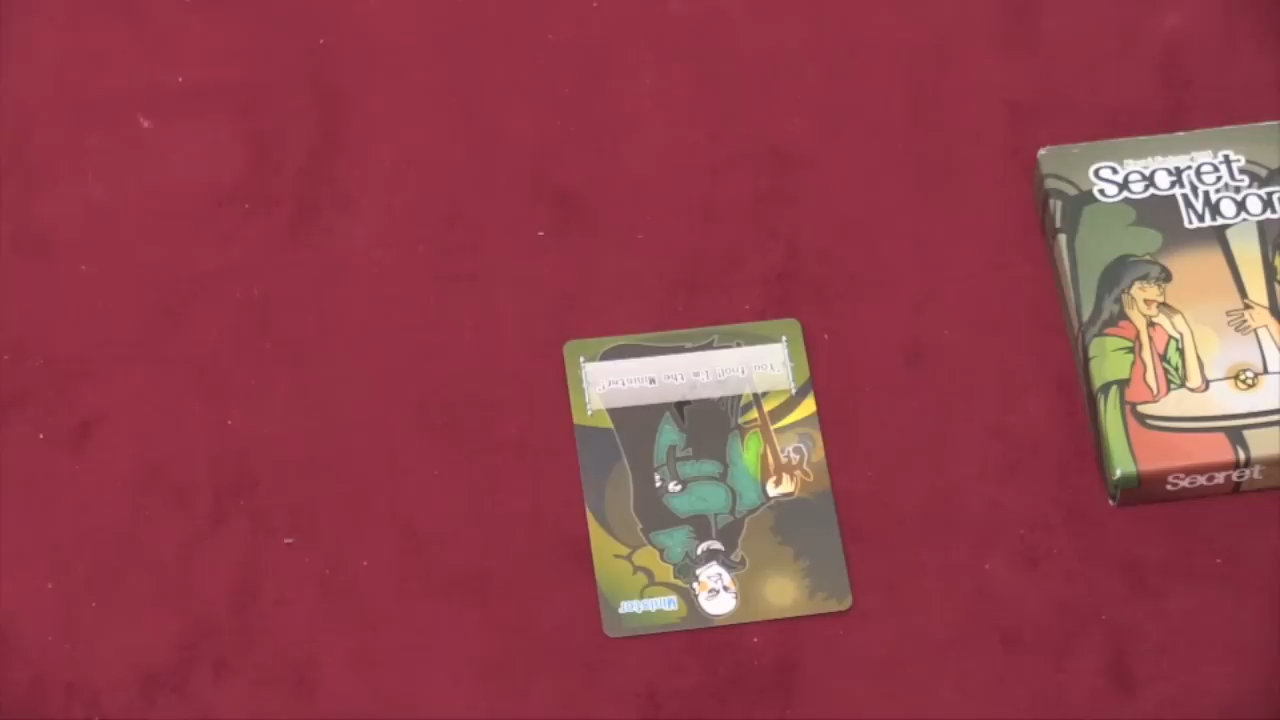 Secret
Moon
Secret
"You fool! I'm the Minister"
Minister